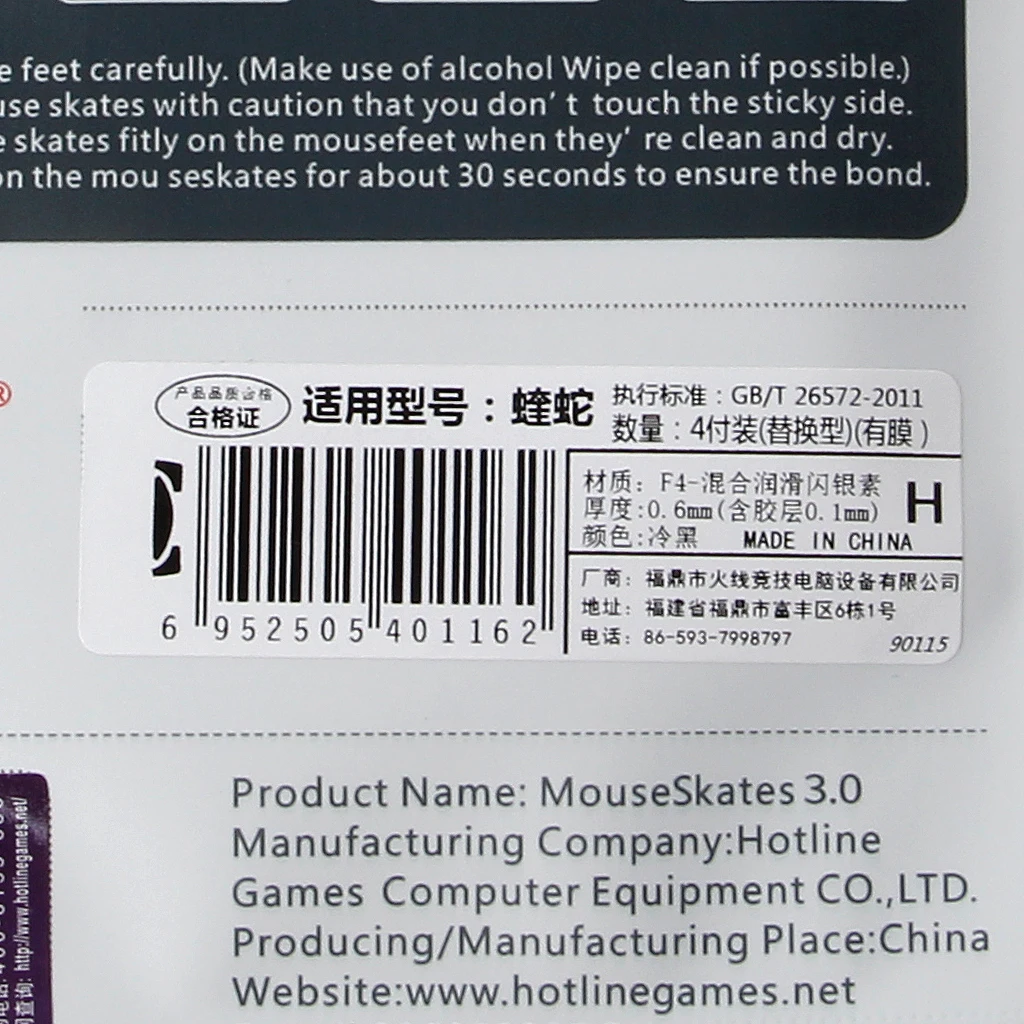 e feet carefully. (Make use of alcohol Wipe clean if possible.)
use skates with caution that you don' t touch the sticky side.
e skates fitly on the mousefeet when they' re clean and dry.
on the mou seskates for about 30 seconds to ensure the bond.
®
产品品质合格
合格证
适用型号：蝰蛇
执行标准：GB/T 26572-2011
数量：4付装(替换型)(有膜)
材质：F4-混合润滑闪银素
厚度:0.6mm(含胶层0.1mm)
H
颜色:冷黑 MADE IN CHINA
厂商：福鼎市火线竞技电脑设备有限公司
地址：福建省福鼎市富丰区6栋1号
电话：86-593-7998797
90115
6 952505 401162
Product Name: MouseSkates 3.0
Manufacturing Company:Hotline
Games Computer Equipment CO.,LTD.
Producing/Manufacturing Place:China
Website:www.hotlinegames.net
查询: http://www.hotlinegames.net/